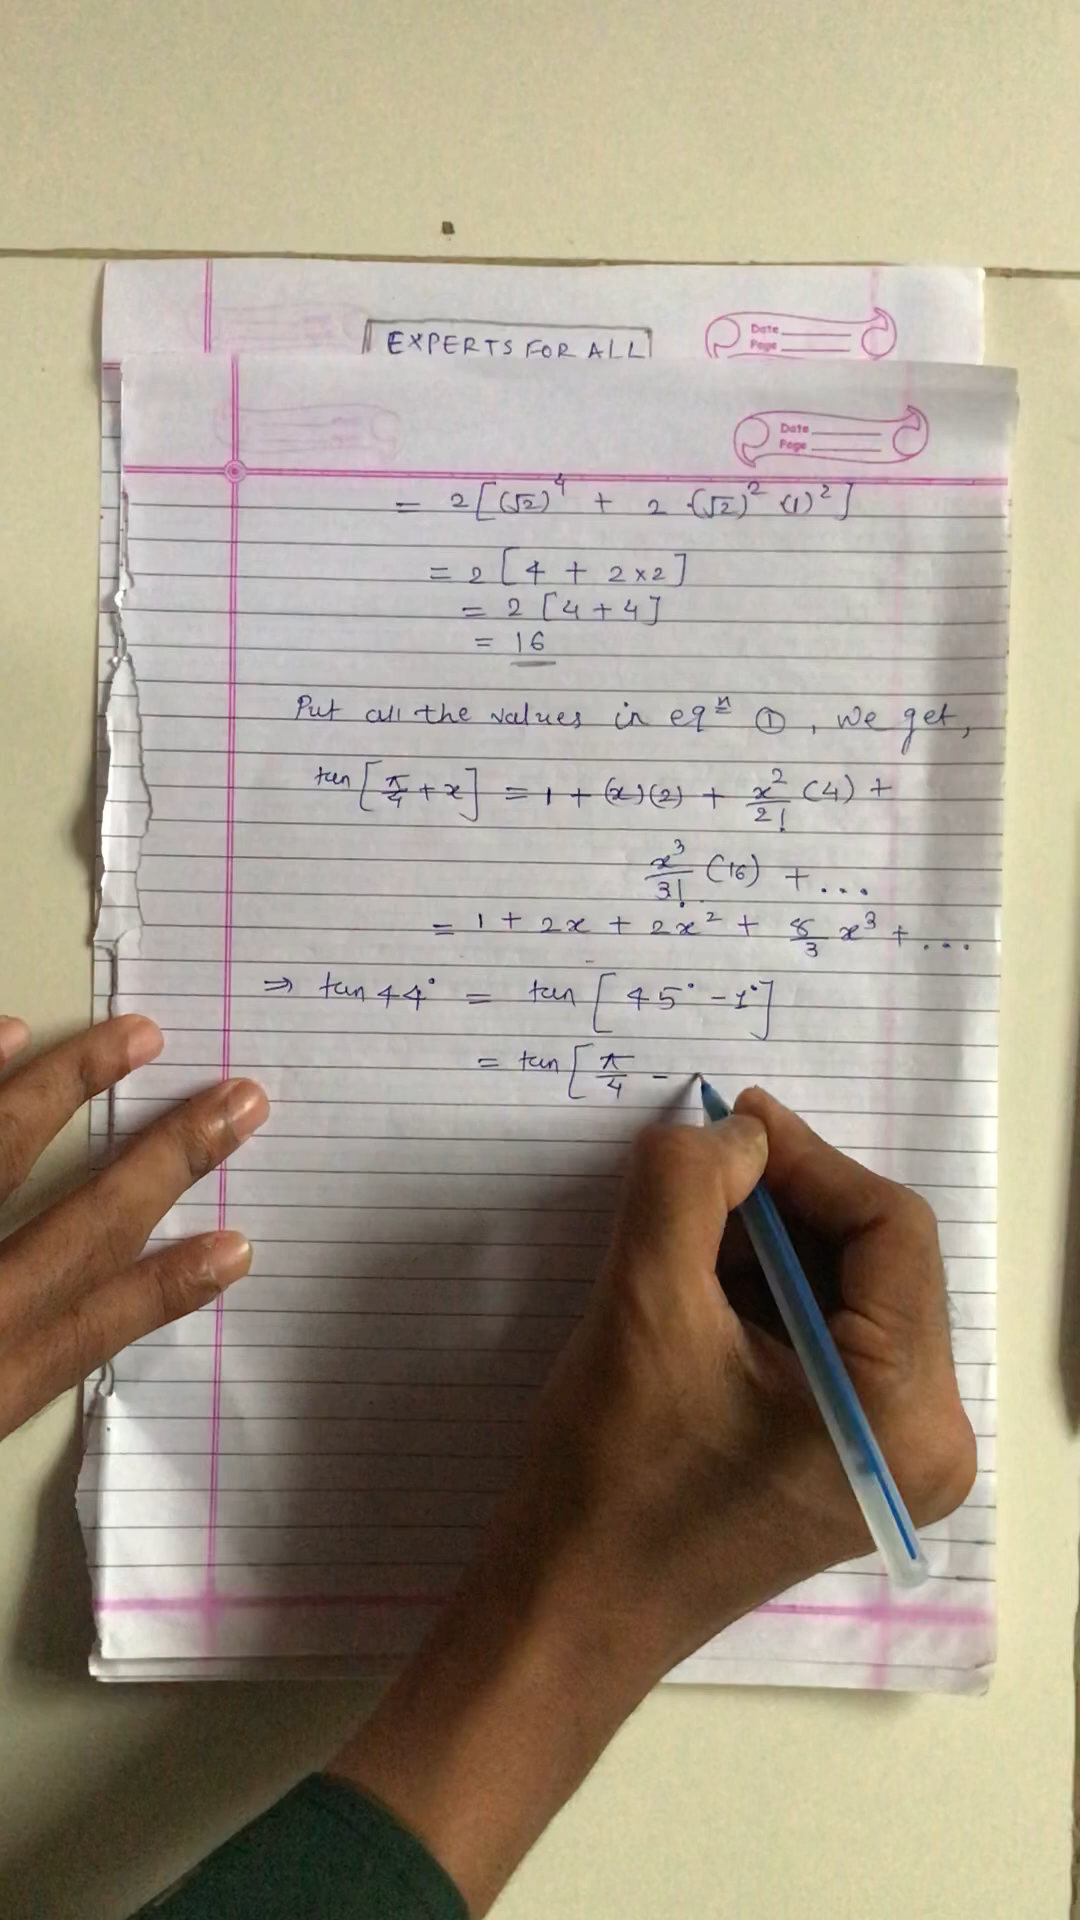 EXPERTS FOR ALL
Date
Page
Date
Page
= 2[(√2)⁴ + 2 · (√2)² (1)²]
= 2 [4 + 2×2]
= 2 [4 + 4]
= 16
Put all the values in eqⁿ ①, we get,
tan[π/4 + x] = 1 + (x)(2) + x²/2! (4) +
x³/3! (16) + ...
= 1 + 2x + 2x² + 8/3 x³ + ...
⇒ tan 44° = tan [45° - 1°]
= tan [π/4 -